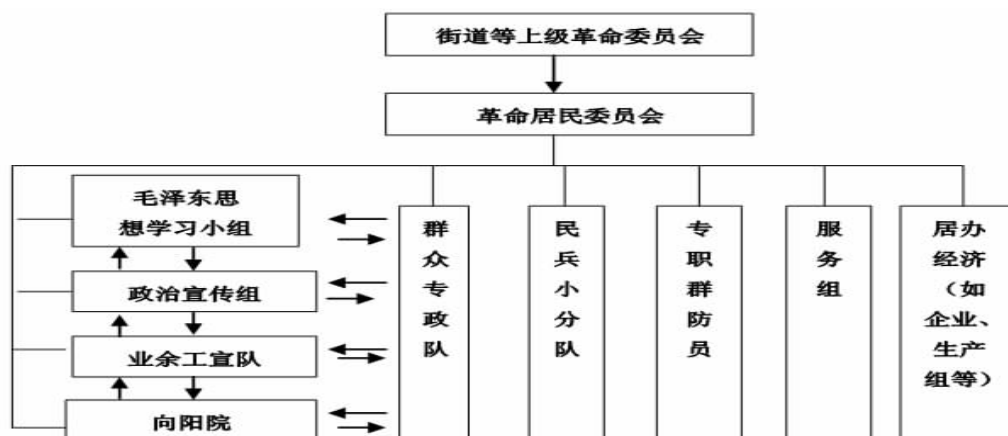 街道等上级革命委员会
革命居民委员会
毛泽东思
想学习小组
政治宣传组
业余工宣队
向阳院
群众专政队
民兵小分队
专职群防员
服务组
居办
经济
（如
企业、
生产
组等）